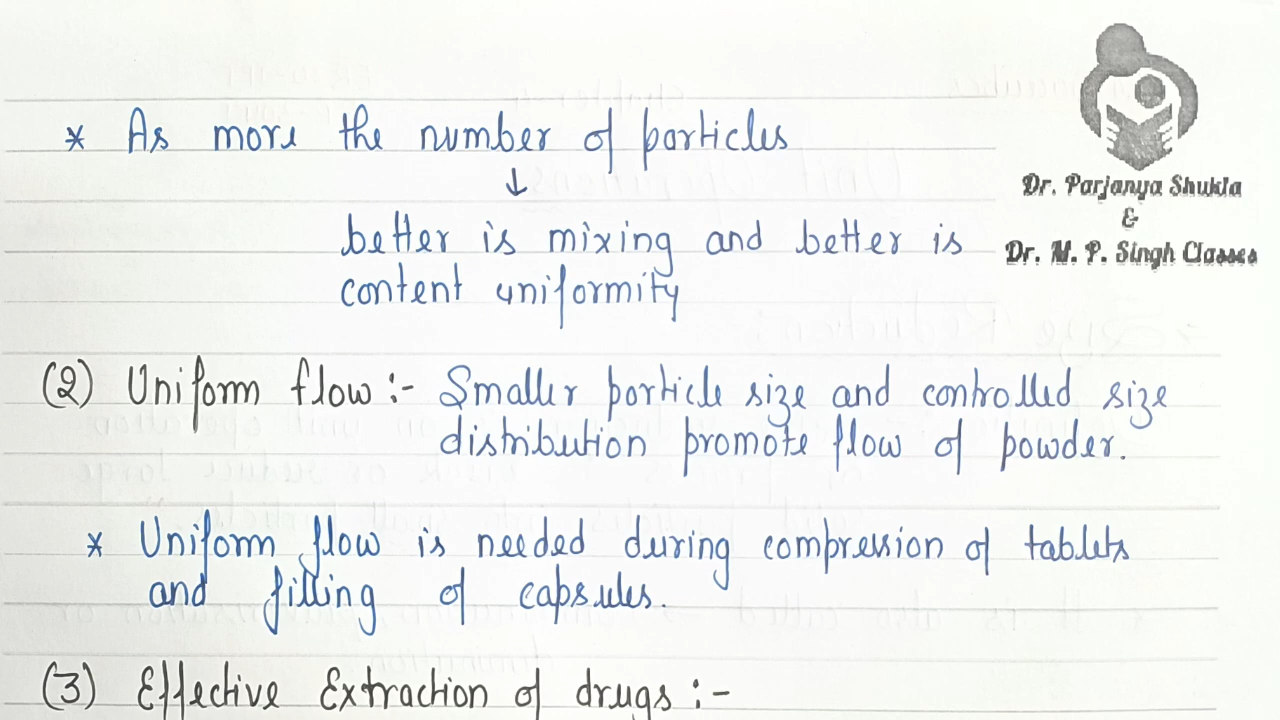 * As more the number of particles
↓
better is mixing and better is
content uniformity
Dr. Parjanya Shukla
&
Dr. M. P. Singh Classes
(2) Uniform flow :- Smaller particle size and controlled size
distribution promote flow of powder.
* Uniform flow is needed during compression of tablets
and filling of capsules.
(3) Effective Extraction of drugs :-